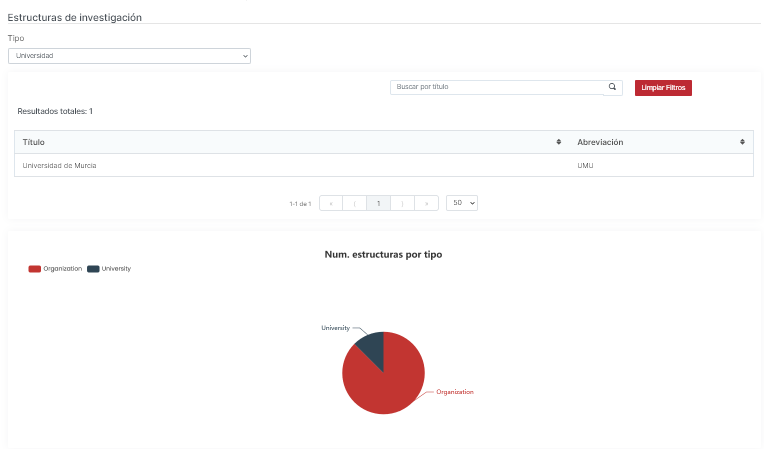 Estructuras de investigación
Tipo
Universidad
Buscar por título
Limpiar Filtros
Resultados totales: 1
Título Abreviación
Universidad de Murcia UMU
1-1 de 1 « ⟨ 1 ⟩ » 50
Num. estructuras por tipo
Organization University
University
Organization